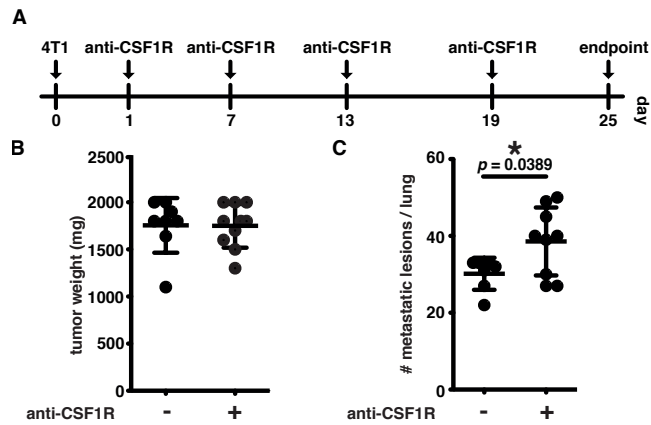 A
4T1 anti-CSF1R anti-CSF1R anti-CSF1R anti-CSF1R endpoint
0 1 7 13 19 25 day
B
tumor weight (mg)
2500
2000
1500
1000
500
0
anti-CSF1R - +
C
# metastatic lesions / lung
60
40
20
0
*
p = 0.0389
anti-CSF1R - +